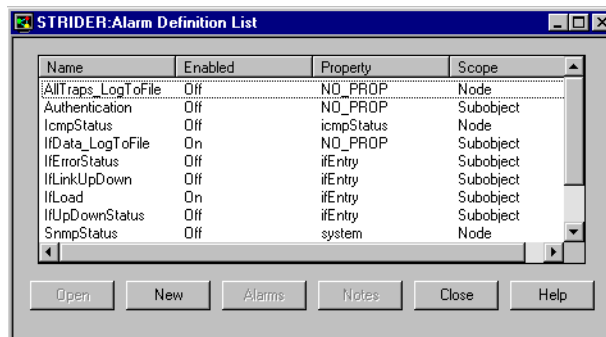 STRIDER:Alarm Definition List
Name Enabled Property Scope
AllTraps_LogToFile Off NO_PROP Node
Authentication Off NO_PROP Subobject
IcmpStatus Off icmpStatus Node
IfData_LogToFile On NO_PROP Subobject
IfErrorStatus Off ifEntry Subobject
IfLinkUpDown Off ifEntry Subobject
IfLoad On ifEntry Subobject
IfUpDownStatus Off ifEntry Subobject
SnmpStatus Off system Node
Open New Alarms Notes Close Help